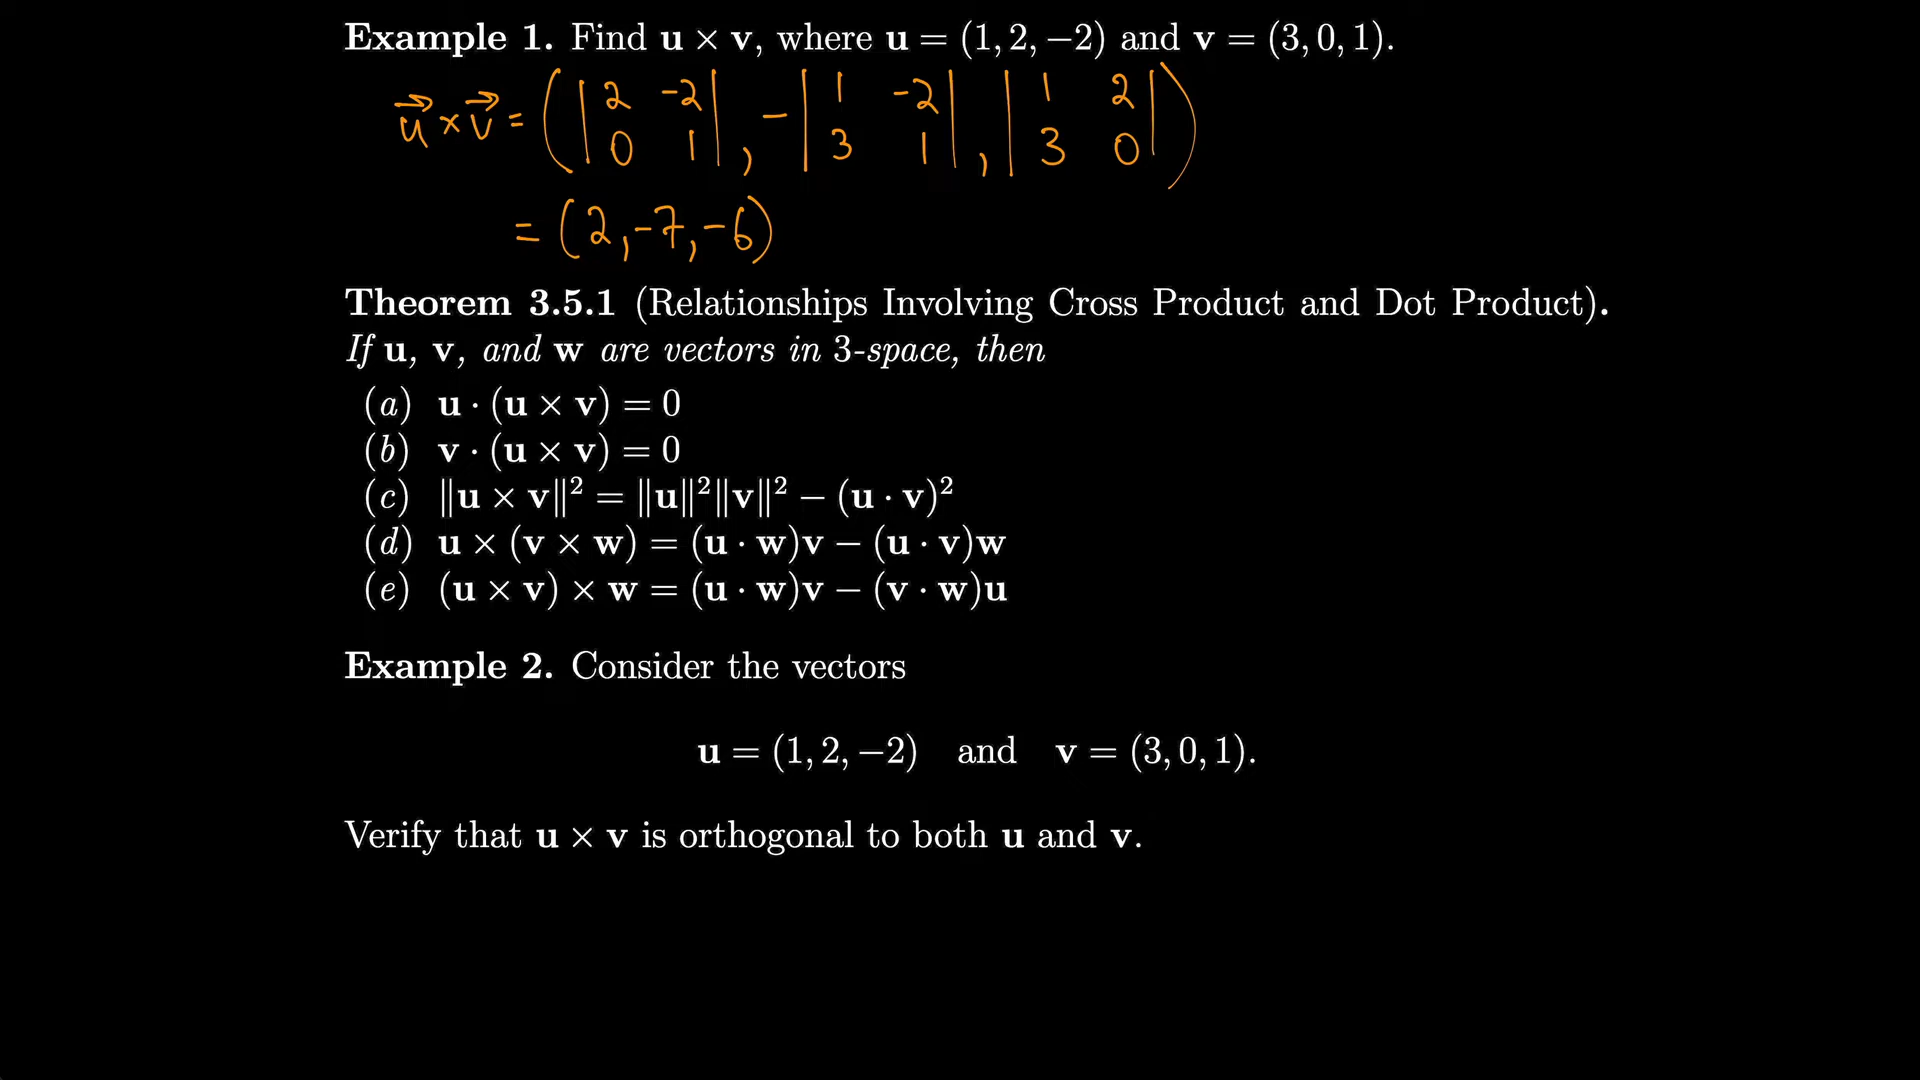 Example 1. Find u × v, where u = (1, 2, −2) and v = (3, 0, 1).
u⃗ × v⃗ = ( | 2 -2 ; 0 1 | , - | 1 -2 ; 3 1 | , | 1 2 ; 3 0 | )
= (2, -7, -6)
Theorem 3.5.1 (Relationships Involving Cross Product and Dot Product).
If u, v, and w are vectors in 3-space, then
(a) u · (u × v) = 0
(b) v · (u × v) = 0
(c) ‖u × v‖² = ‖u‖²‖v‖² − (u · v)²
(d) u × (v × w) = (u · w)v − (u · v)w
(e) (u × v) × w = (u · w)v − (v · w)u
Example 2. Consider the vectors
u = (1, 2, −2) and v = (3, 0, 1).
Verify that u × v is orthogonal to both u and v.